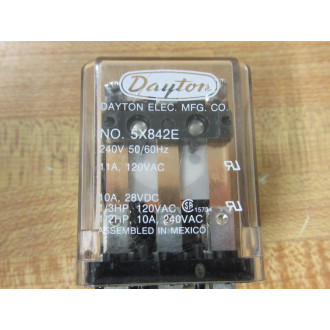 Dayton
DAYTON ELEC. MFG. CO.
NO. 5X842E
240V 50/60Hz
11A, 120VAC
10A, 28VDC
1/3HP, 120VAC
1/2HP, 10A, 240VAC
ASSEMBLED IN MEXICO